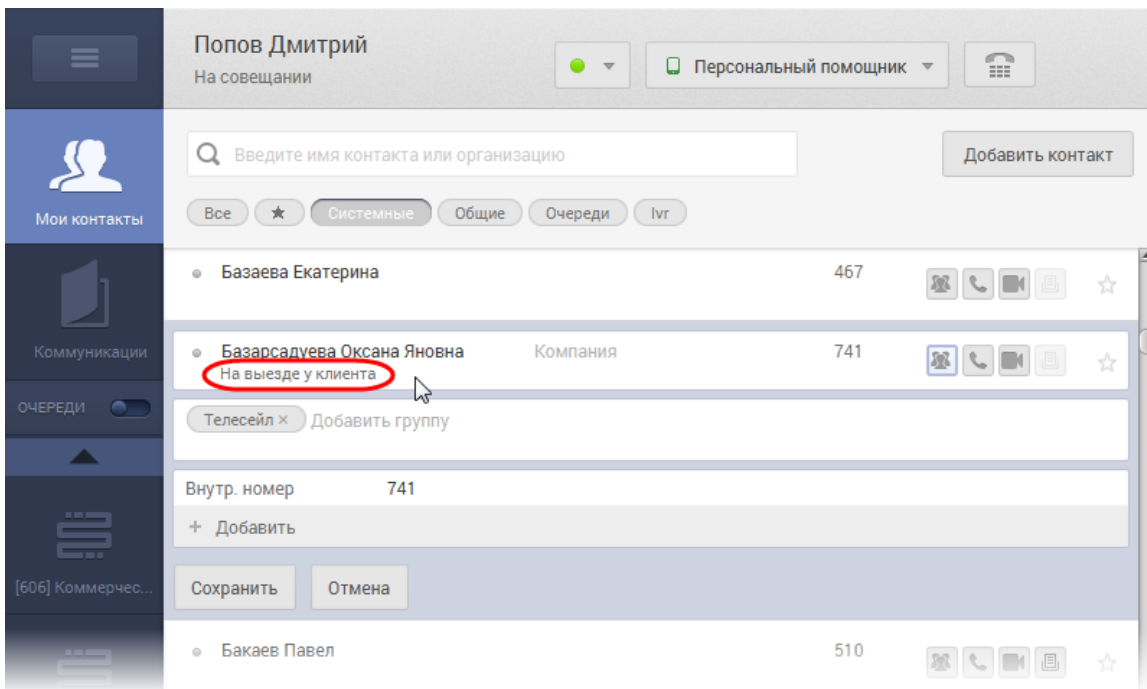 Попов Дмитрий
На совещании
Персональный помощник
Мои контакты
Введите имя контакта или организацию
Добавить контакт
Все
Системные
Общие
Очереди
Ivr
Базаева Екатерина
467
Коммуникации
Базарсадуева Оксана Яновна
Компания
741
На выезде у клиента
ОЧЕРЕДИ
Телесейл ×
Добавить группу
Внутр. номер
741
+ Добавить
[606] Коммерчес...
Сохранить
Отмена
Бакаев Павел
510